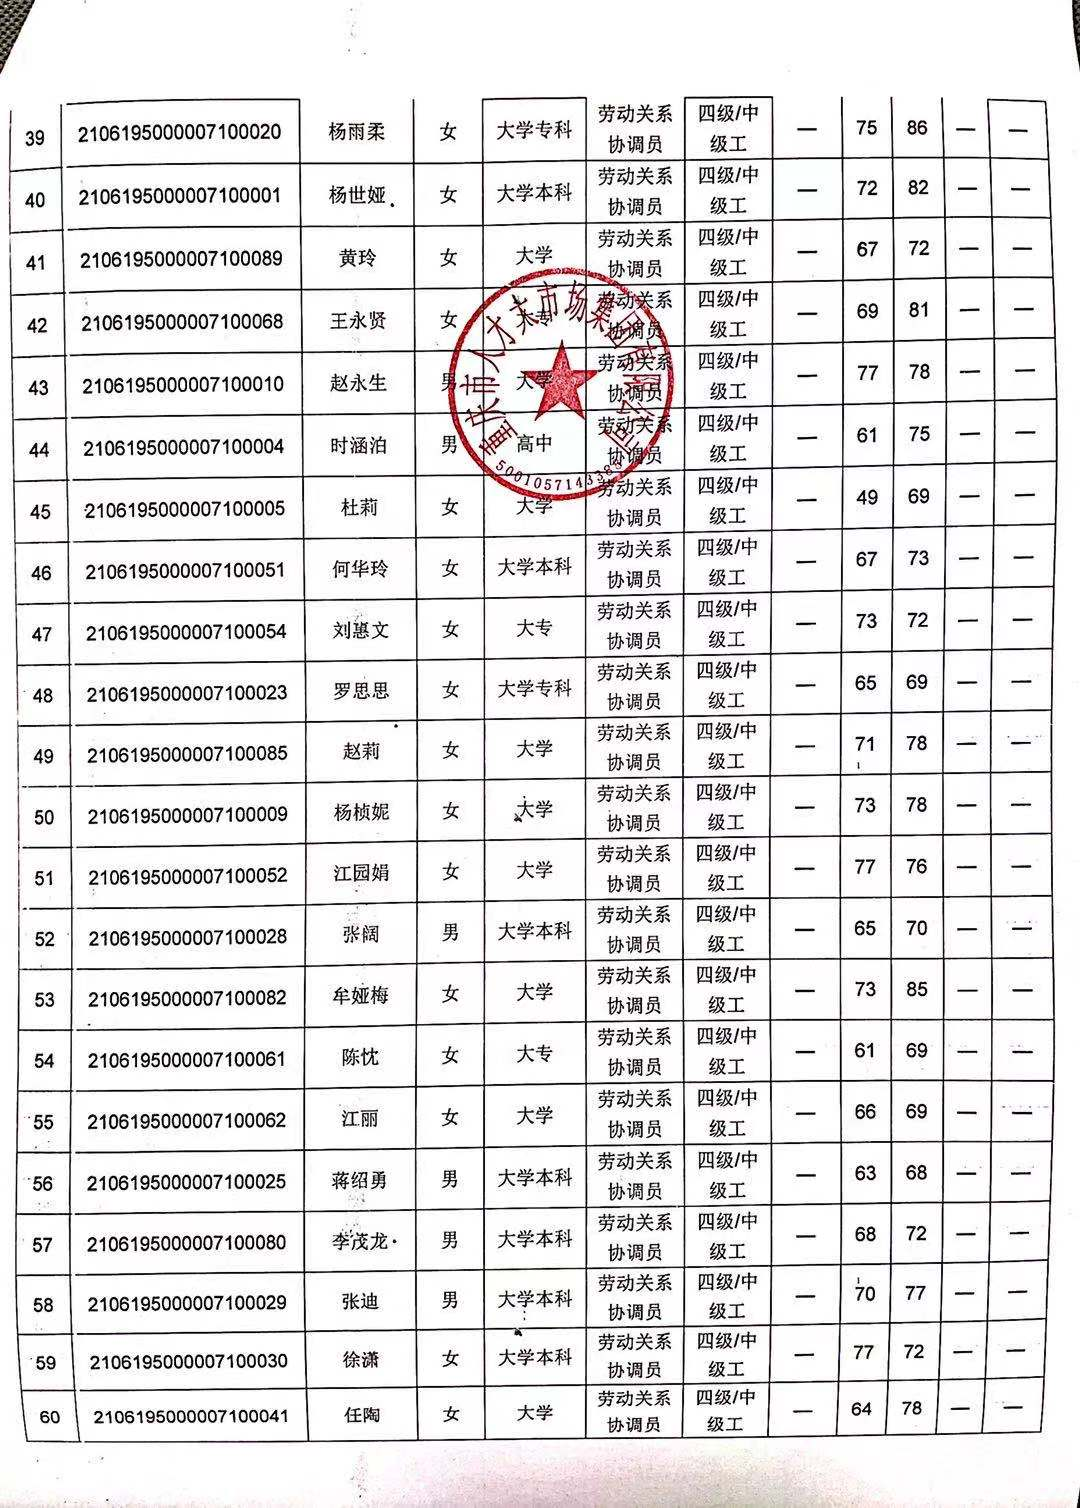 39 2106195000007100020 杨雨柔 女 大学专科 劳动关系协调员 四级/中级工 — 75 86 — —
40 2106195000007100001 杨世娅 女 大学本科 劳动关系协调员 四级/中级工 — 72 82 — —
41 2106195000007100089 黄玲 女 大学 劳动关系协调员 四级/中级工 — 67 72 — —
42 2106195000007100068 王永贤 女 大专 劳动关系协调员 四级/中级工 — 69 81 — —
43 2106195000007100010 赵永生 男 大学 劳动关系协调员 四级/中级工 — 77 78 — —
44 2106195000007100004 时涵泊 男 高中 劳动关系协调员 四级/中级工 — 61 75 — —
45 2106195000007100005 杜莉 女 大学 劳动关系协调员 四级/中级工 — 49 69 — —
46 2106195000007100051 何华玲 女 大学本科 劳动关系协调员 四级/中级工 — 67 73 — —
47 2106195000007100054 刘惠文 女 大专 劳动关系协调员 四级/中级工 — 73 72 — —
48 2106195000007100023 罗思思 女 大学专科 劳动关系协调员 四级/中级工 — 65 69 — —
49 2106195000007100085 赵莉 女 大学 劳动关系协调员 四级/中级工 — 71 78 — —
50 2106195000007100009 杨桢妮 女 大学 劳动关系协调员 四级/中级工 — 73 78 — —
51 2106195000007100052 江园娟 女 大学 劳动关系协调员 四级/中级工 — 77 76 — —
52 2106195000007100028 张阔 男 大学本科 劳动关系协调员 四级/中级工 — 65 70 — —
53 2106195000007100082 牟娅梅 女 大学 劳动关系协调员 四级/中级工 — 73 85 — —
54 2106195000007100061 陈忱 女 大专 劳动关系协调员 四级/中级工 — 61 69 — —
55 2106195000007100062 江丽 女 大学 劳动关系协调员 四级/中级工 — 66 69 — —
56 2106195000007100025 蒋绍勇 男 大学本科 劳动关系协调员 四级/中级工 — 63 68 — —
57 2106195000007100080 李茂龙 男 大学本科 劳动关系协调员 四级/中级工 — 68 72 — —
58 2106195000007100029 张迪 男 大学本科 劳动关系协调员 四级/中级工 — 70 77 — —
59 2106195000007100030 徐潇 女 大学本科 劳动关系协调员 四级/中级工 — 77 72 — —
60 2106195000007100041 任陶 女 大学 劳动关系协调员 四级/中级工 — 64 78 — —
重庆市人才大市场集团有限公司
5001057143388